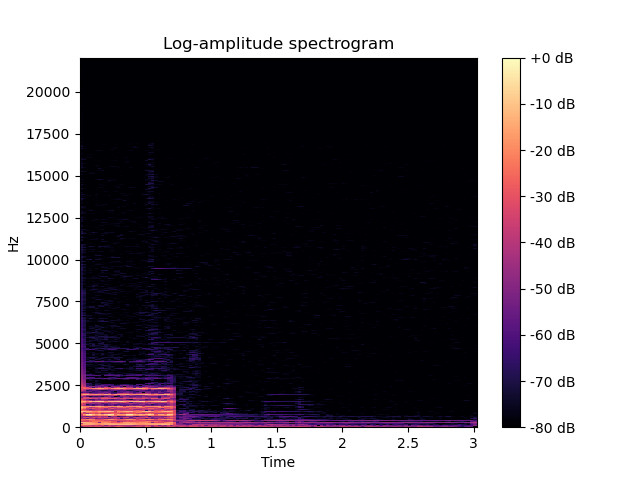 Log-amplitude spectrogram
Hz
20000
17500
15000
12500
10000
7500
5000
2500
0
0 0.5 1 1.5 2 2.5 3
Time
+0 dB
-10 dB
-20 dB
-30 dB
-40 dB
-50 dB
-60 dB
-70 dB
-80 dB